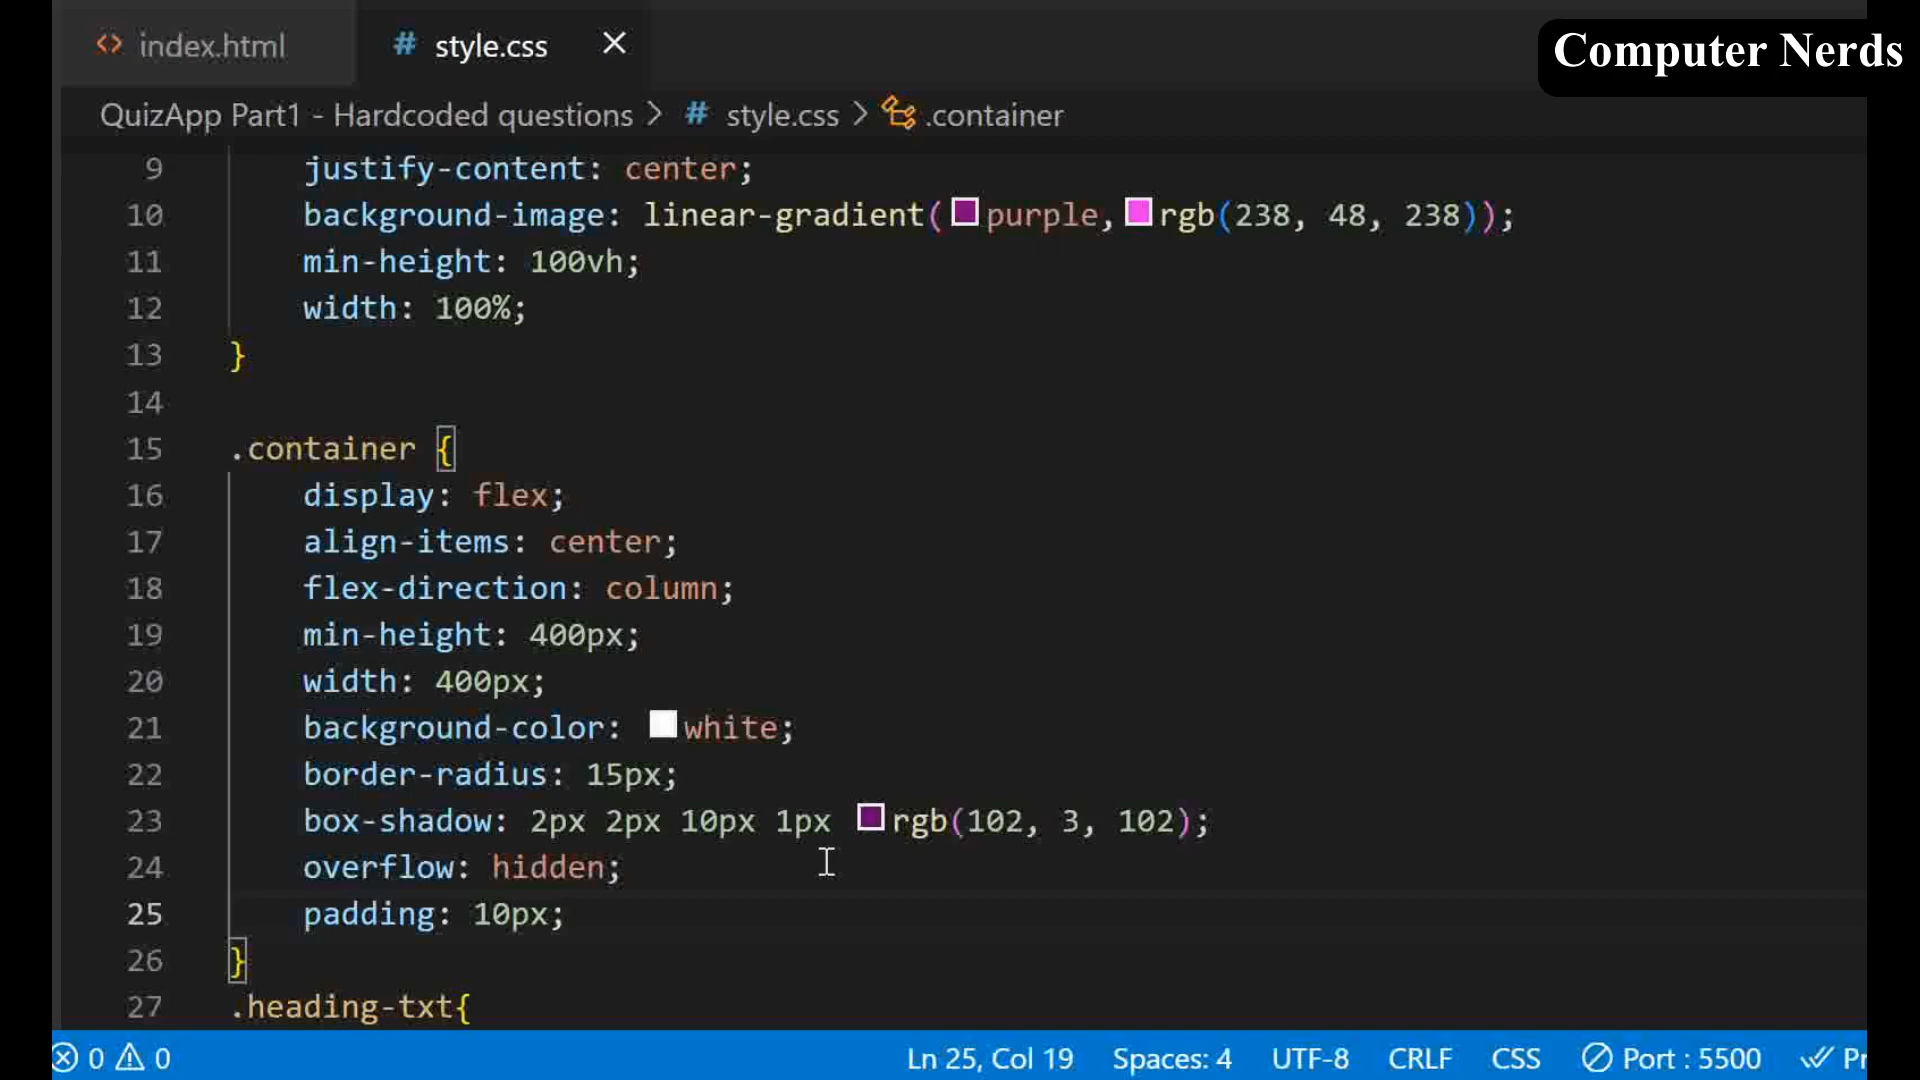 index.html
# style.css
Computer Nerds
QuizApp Part1 - Hardcoded questions > # style.css > .container
9 justify-content: center;
10 background-image: linear-gradient(purple,rgb(238, 48, 238));
11 min-height: 100vh;
12 width: 100%;
13 }
14
15 .container {
16 display: flex;
17 align-items: center;
18 flex-direction: column;
19 min-height: 400px;
20 width: 400px;
21 background-color: white;
22 border-radius: 15px;
23 box-shadow: 2px 2px 10px 1px rgb(102, 3, 102);
24 overflow: hidden;
25 padding: 10px;
26 }
27 .heading-txt{
0 0 Ln 25, Col 19 Spaces: 4 UTF-8 CRLF CSS Port : 5500 Pr